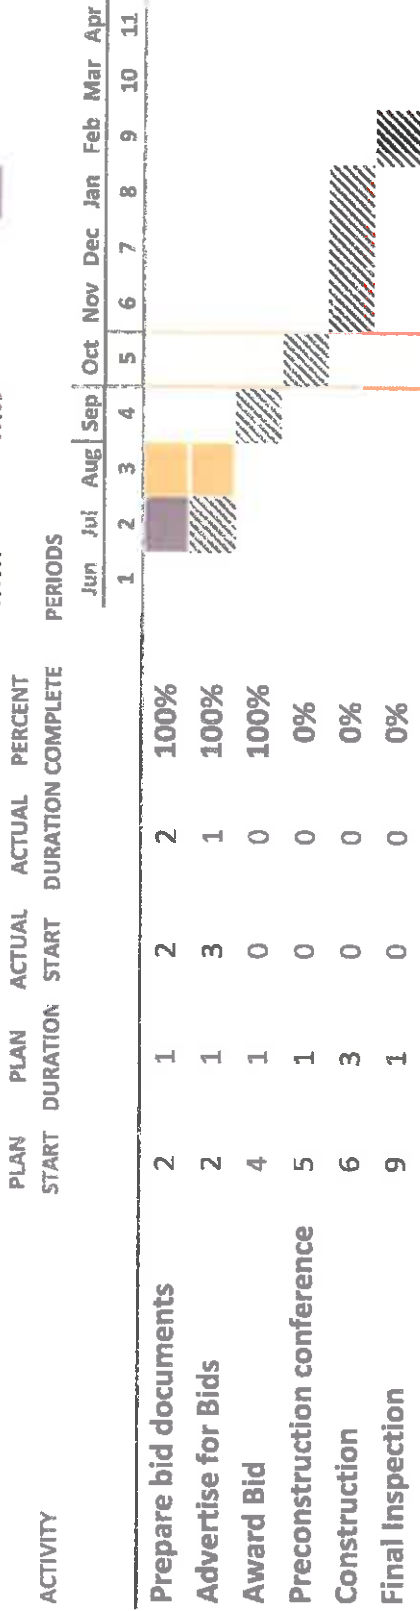 PLAN PLAN ACTUAL ACTUAL PERCENT
ACTIVITY START DURATION START DURATION COMPLETE PERIODS
Jun Jul Aug Sep Oct Nov Dec Jan Feb Mar Apr
1 2 3 4 5 6 7 8 9 10 11
Prepare bid documents 2 1 2 2 100%
Advertise for Bids 2 1 3 1 100%
Award Bid 4 1 0 0 100%
Preconstruction conference 5 1 0 0 0%
Construction 6 3 0 0 0%
Final Inspection 9 1 0 0 0%